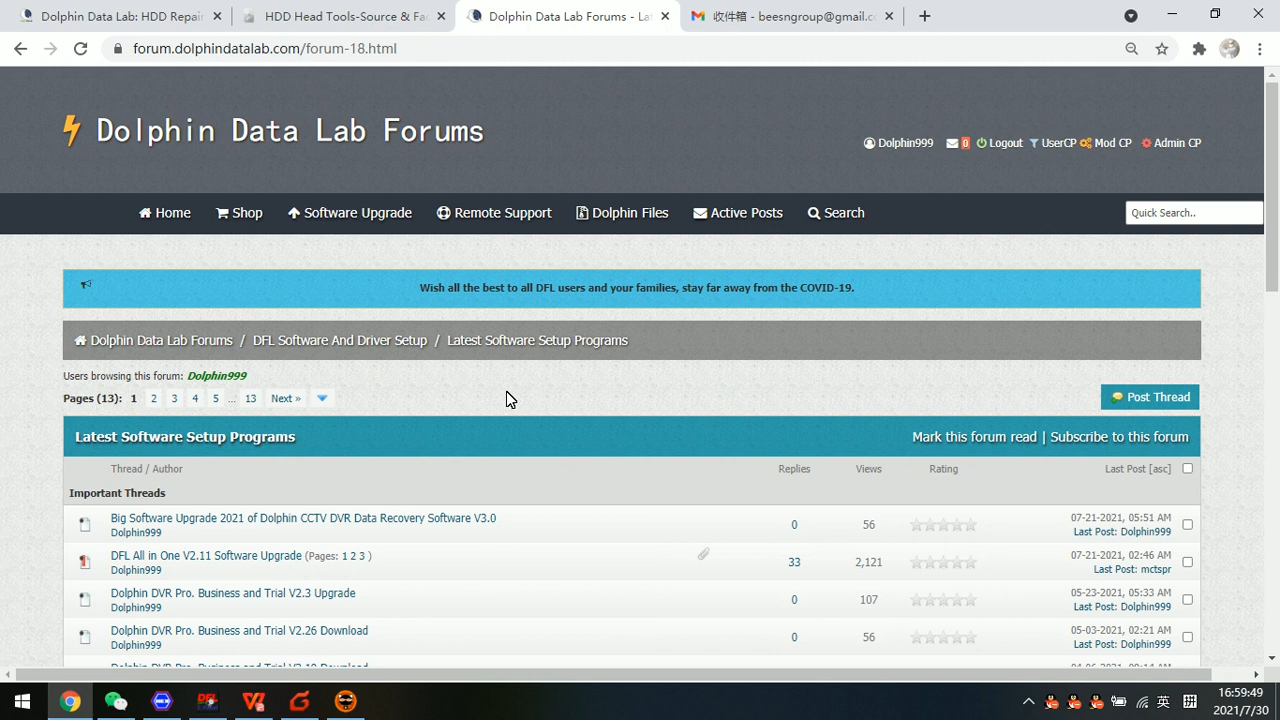 Dolphin Data Lab: HDD Repair
HDD Head Tools-Source & Fac
Dolphin Data Lab Forums - Lat
收件箱 - beesngroup@gmail.c
forum.dolphindatalab.com/forum-18.html
Dolphin Data Lab Forums
Dolphin999 0 Logout UserCP Mod CP Admin CP
Home Shop Software Upgrade Remote Support Dolphin Files Active Posts Search Quick Search..
Wish all the best to all DFL users and your families, stay far away from the COVID-19.
Dolphin Data Lab Forums / DFL Software And Driver Setup / Latest Software Setup Programs
Users browsing this forum: Dolphin999
Pages (13): 1 2 3 4 5 ... 13 Next »
Post Thread
Latest Software Setup Programs
Mark this forum read | Subscribe to this forum
Thread / Author Replies Views Rating Last Post [asc]
Important Threads
Big Software Upgrade 2021 of Dolphin CCTV DVR Data Recovery Software V3.0 0 56 07-21-2021, 05:51 AM
Dolphin999 Last Post: Dolphin999
DFL All in One V2.11 Software Upgrade (Pages: 1 2 3 ) 33 2,121 07-21-2021, 02:46 AM
Dolphin999 Last Post: mctspr
Dolphin DVR Pro. Business and Trial V2.3 Upgrade 0 107 05-23-2021, 05:33 AM
Dolphin999 Last Post: Dolphin999
Dolphin DVR Pro. Business and Trial V2.26 Download 0 56 05-03-2021, 02:21 AM
Dolphin999 Last Post: Dolphin999
英 拼
16:59:49
2021/7/30